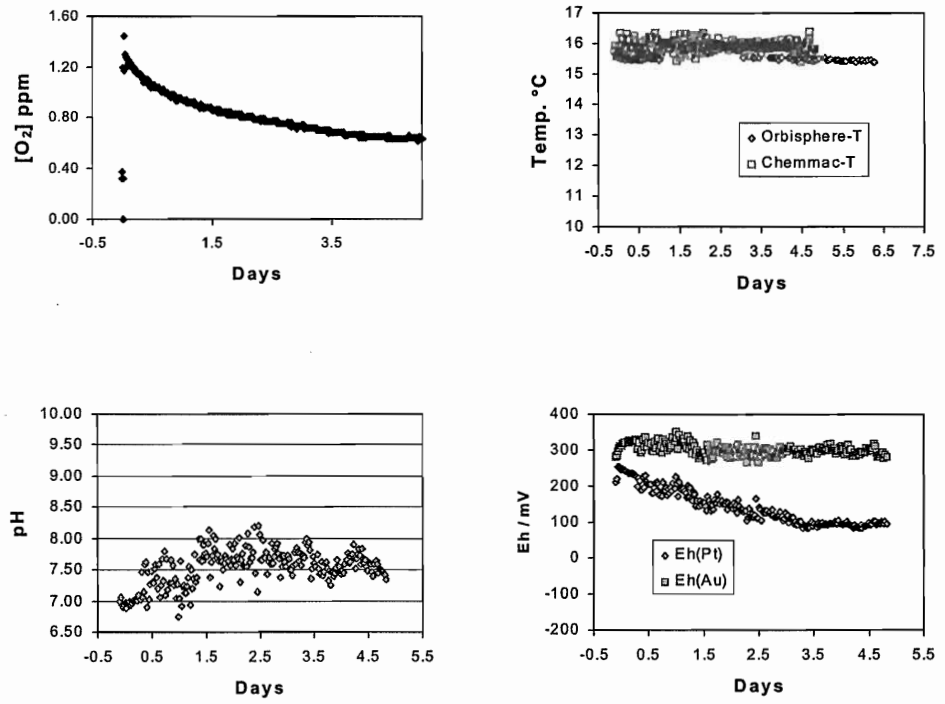 [O2] ppm
1.60
1.20
0.80
0.40
0.00
-0.5 1.5 3.5
Days
Temp. °C
17
16
15
14
13
12
11
10
Orbisphere-T
Chemmac-T
-0.5 0.5 1.5 2.5 3.5 4.5 5.5 6.5 7.5
Days
pH
10.00
9.50
9.00
8.50
8.00
7.50
7.00
6.50
-0.5 0.5 1.5 2.5 3.5 4.5 5.5
Days
Eh / mV
400
300
200
100
0
-100
-200
Eh(Pt)
Eh(Au)
-0.5 0.5 1.5 2.5 3.5 4.5 5.5
Days